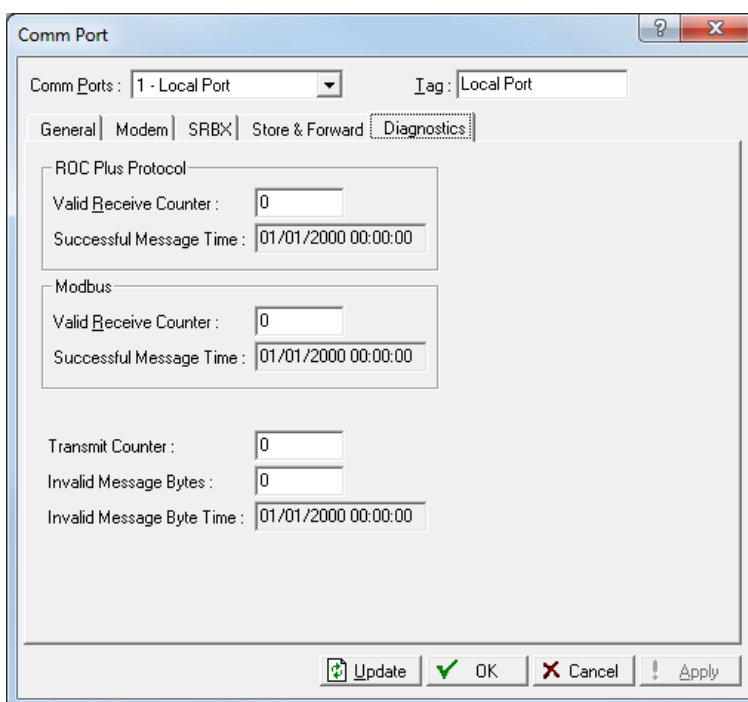 Comm Port
Comm Ports : 1 - Local Port Tag : Local Port
General Modem SRBX Store & Forward Diagnostics
ROC Plus Protocol
Valid Receive Counter : 0
Successful Message Time : 01/01/2000 00:00:00
Modbus
Valid Receive Counter : 0
Successful Message Time : 01/01/2000 00:00:00
Transmit Counter : 0
Invalid Message Bytes : 0
Invalid Message Byte Time : 01/01/2000 00:00:00
Update OK Cancel Apply